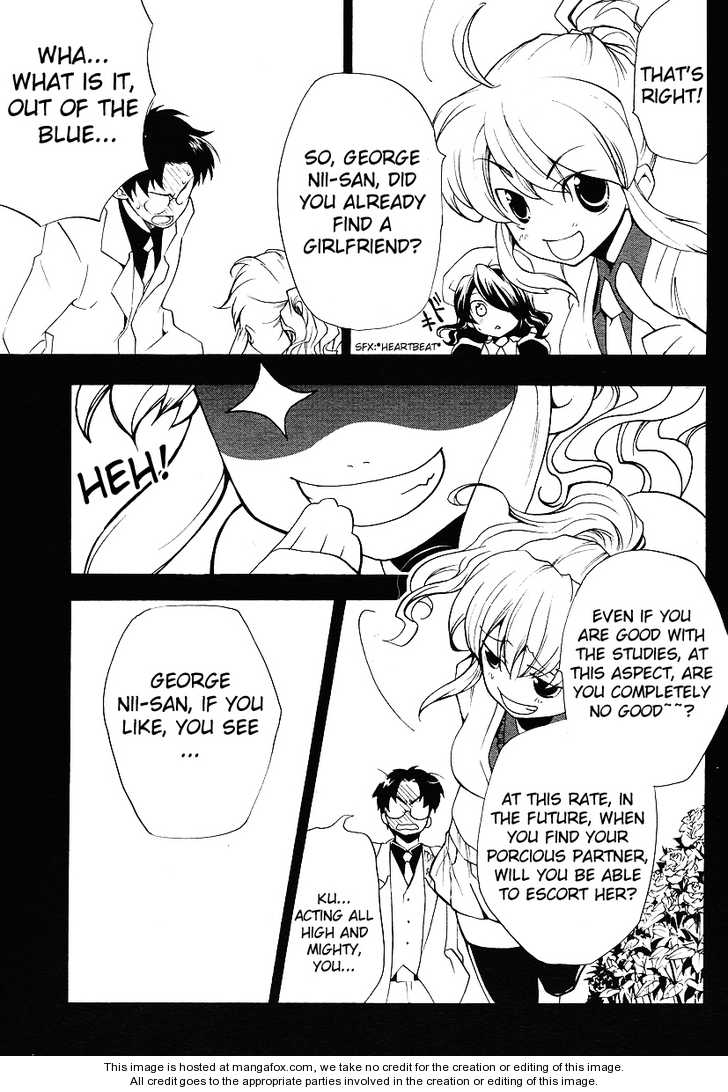 THAT'S
RIGHT!
SO, GEORGE
NII-SAN, DID
YOU ALREADY
FIND A
GIRLFRIEND?
SFX:*HEARTBEAT*
ドキ
WHA...
WHAT IS IT,
OUT OF THE
BLUE...
HEH!
EVEN IF YOU
ARE GOOD WITH
THE STUDIES, AT
THIS ASPECT, ARE
YOU COMPLETELY
NO GOOD~~?
AT THIS RATE, IN
THE FUTURE, WHEN
YOU FIND YOUR
PORCIOUS PARTNER,
WILL YOU BE ABLE
TO ESCORT HER?
KU...
ACTING ALL
HIGH AND
MIGHTY,
YOU...
GEORGE
NII-SAN, IF YOU
LIKE, YOU SEE
...
This image is hosted at mangafox.com, we take no credit for the creation or editing of this image.
All credit goes to the appropriate parties involved in the creation or editing of this image.